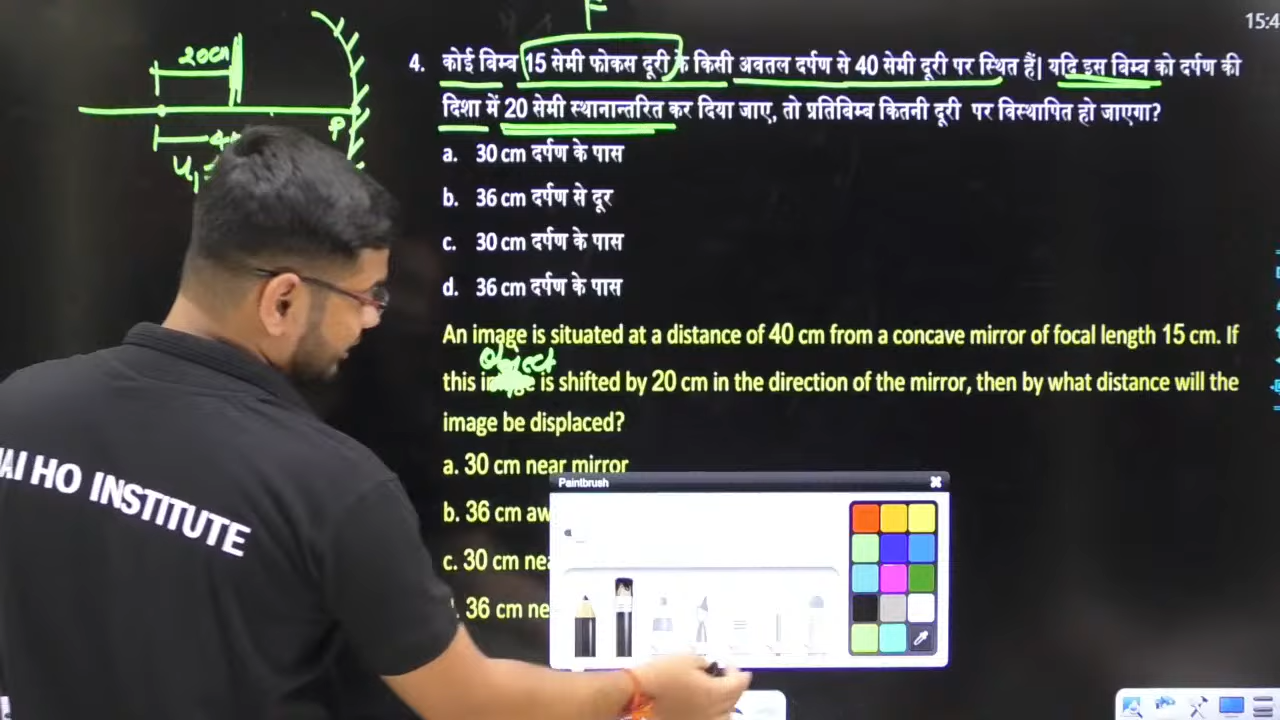 15:4
F
20cm
P
4
u₁
4. कोई बिम्ब 15 सेमी फोकस दूरी के किसी अवतल दर्पण से 40 सेमी दूरी पर स्थित हैं| यदि इस बिम्ब को दर्पण की
दिशा में 20 सेमी स्थानान्तरित कर दिया जाए, तो प्रतिविम्ब कितनी दूरी पर विस्थापित हो जाएगा?
a. 30 cm दर्पण के पास
b. 36 cm दर्पण से दूर
c. 30 cm दर्पण के पास
d. 36 cm दर्पण के पास
An image is situated at a distance of 40 cm from a concave mirror of focal length 15 cm. If
object
this is shifted by 20 cm in the direction of the mirror, then by what distance will the
image be displaced?
a. 30 cm near mirror
Paintbrush
b. 36 cm aw
c. 30 cm nea
. 36 cm ne
AI HO INSTITUTE